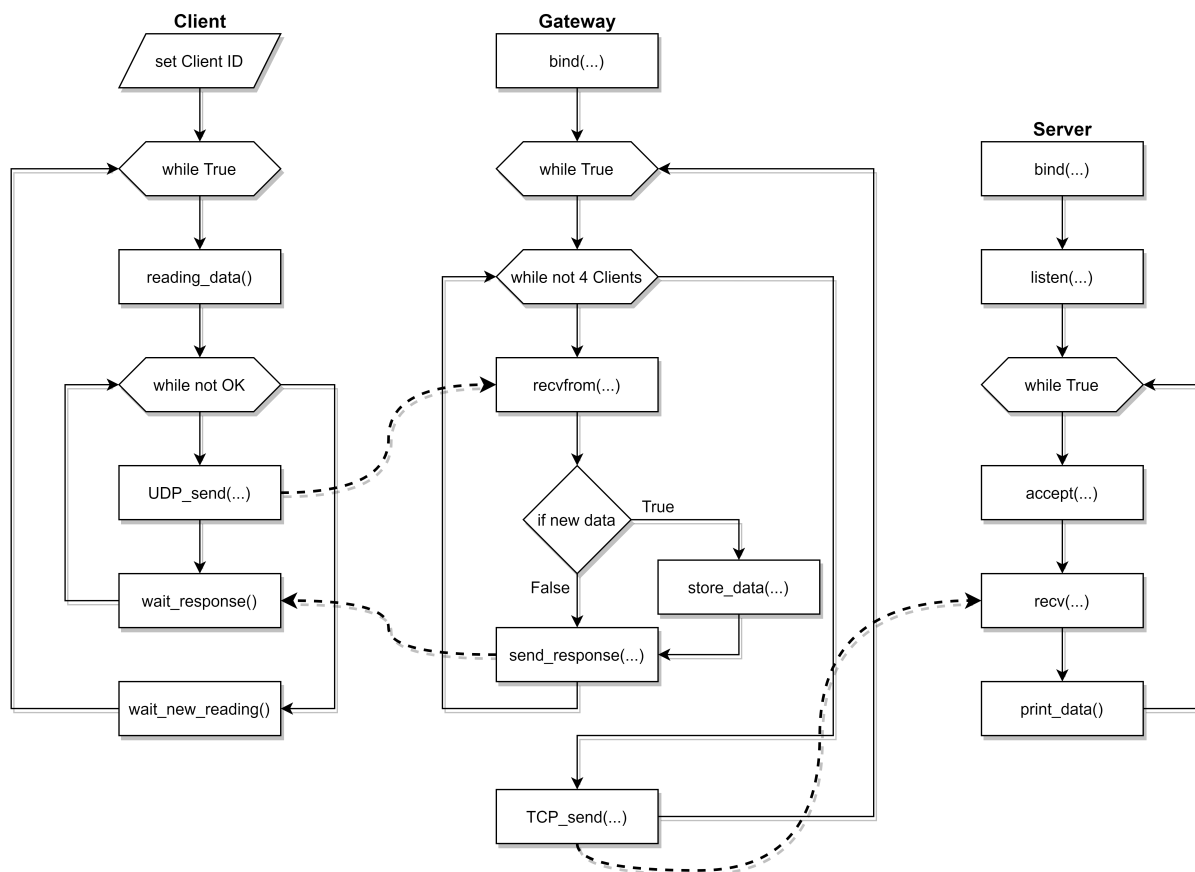 Client
set Client ID
while True
reading_data()
while not OK
UDP_send(...)
wait_response()
wait_new_reading()
Gateway
bind(...)
while True
while not 4 Clients
recvfrom(...)
if new data
True
False
store_data(...)
send_response(...)
TCP_send(...)
Server
bind(...)
listen(...)
while True
accept(...)
recv(...)
print_data()